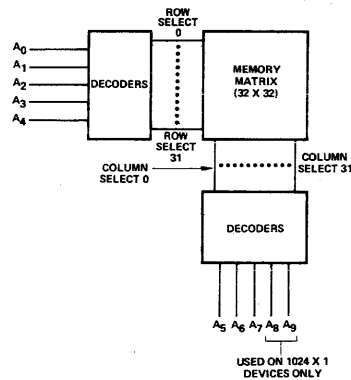 ROW
SELECT
0
A0
A1
A2
A3
A4
DECODERS
MEMORY
MATRIX
(32 X 32)
ROW
SELECT
31
COLUMN
SELECT 0
COLUMN
SELECT 31
DECODERS
A5 A6 A7 A8 A9
USED ON 1024 X 1
DEVICES ONLY